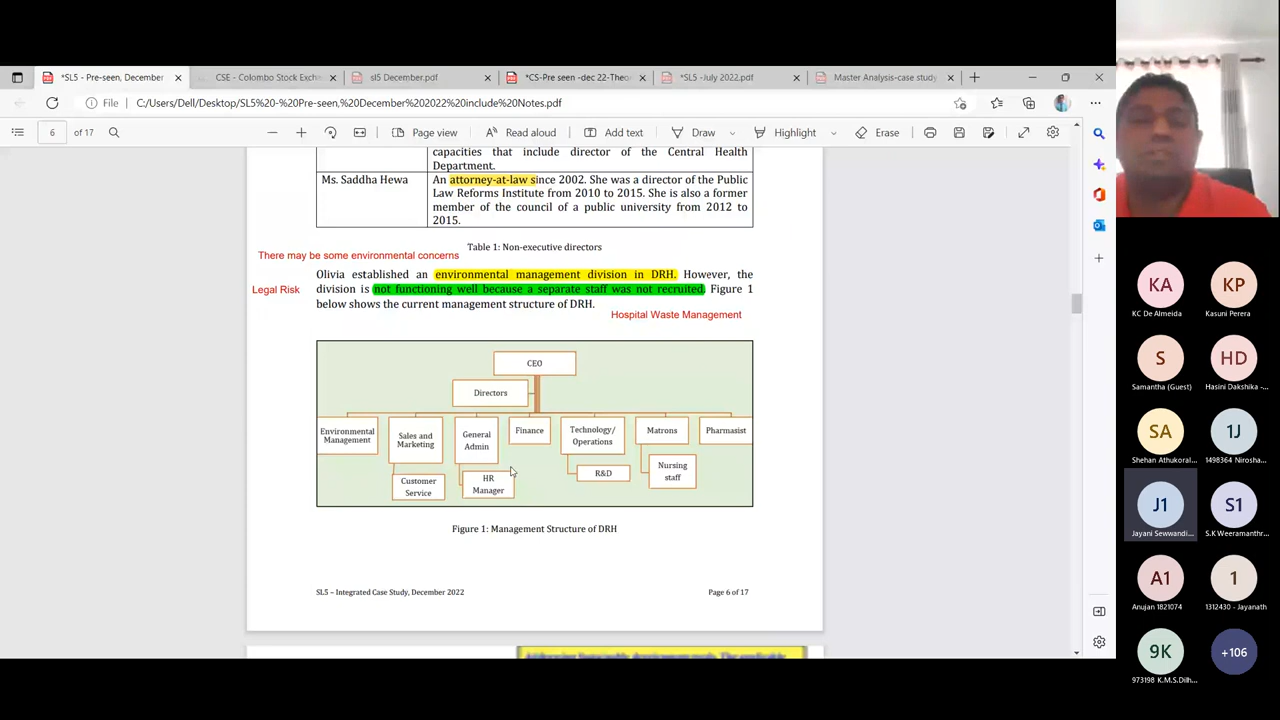 *SL5 - Pre-seen, December
CSE - Colombo Stock Exch
sl5 December.pdf
*CS-Pre seen -dec 22-Theo
*SL5 -July 2022.pdf
Master Analysis-case study
File
C:/Users/Dell/Desktop/SL5%20-%20Pre-seen,%20December%202022%20include%20Notes.pdf
6 of 17
Page view
Read aloud
Add text
Draw
Highlight
Erase
capacities that include director of the Central Health
Department.
Ms. Saddha Hewa
An attorney-at-law since 2002. She was a director of the Public
Law Reforms Institute from 2010 to 2015. She is also a former
member of the council of a public university from 2012 to
2015.
Table 1: Non-executive directors
There may be some environmental concerns
Olivia established an environmental management division in DRH. However, the
Legal Risk
division is not functioning well because a separate staff was not recruited. Figure 1
below shows the current management structure of DRH.
Hospital Waste Management
CEO
Directors
Environmental
Management
Sales and
Marketing
General
Admin
Finance
Technology/
Operations
Matrons
Pharmasist
Customer
Service
HR
Manager
R&D
Nursing
staff
Figure 1: Management Structure of DRH
SL5 – Integrated Case Study, December 2022
Page 6 of 17
KA
KC De Almeida
KP
Kasuni Perera
S
Samantha (Guest)
HD
Hasini Dakshika -...
SA
Shehan Athukoral...
1J
1498364 Nirosha...
J1
Jayani Sewwandi...
S1
S.K Weeramanthr...
A1
Anujan 1821074
1
1312430 - Jayanath
9K
973198 K.M.S.Dilh...
+106